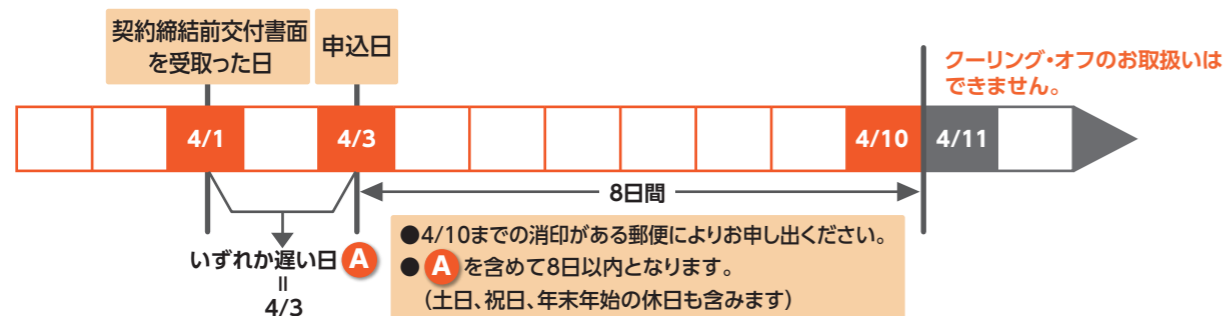 契約締結前交付書面
を受取った日
申込日
クーリング・オフのお取扱いは
できません。
4/1
4/3
4/10
4/11
8日間
いずれか遅い日 A
=
4/3
●4/10までの消印がある郵便によりお申し出ください。
● A を含めて8日以内となります。
(土日、祝日、年末年始の休日も含みます)